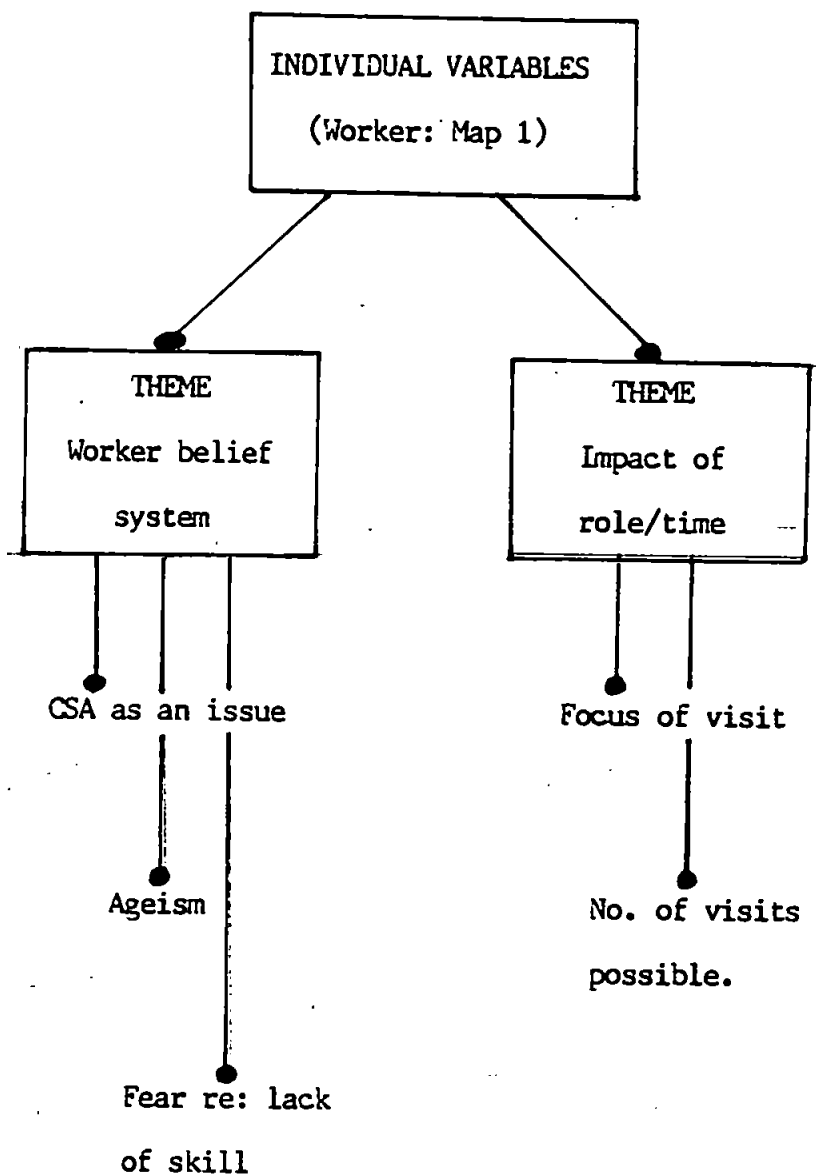 INDIVIDUAL VARIABLES
(Worker: Map 1)
THEME
Worker belief
system
THEME
Impact of
role/time
CSA as an issue
Focus of visit
Ageism
No. of visits
possible.
Fear re: lack
of skill